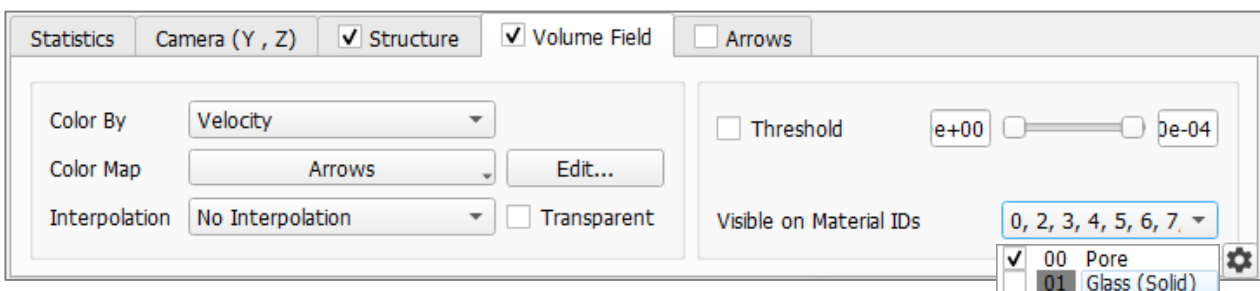 Statistics
Camera (Y , Z)
Structure
Volume Field
Arrows
Color By
Velocity
Color Map
Arrows
Edit...
Interpolation
No Interpolation
Transparent
Threshold
e+00
0e-04
Visible on Material IDs
0, 2, 3, 4, 5, 6, 7,
00 Pore
01 Glass (Solid)